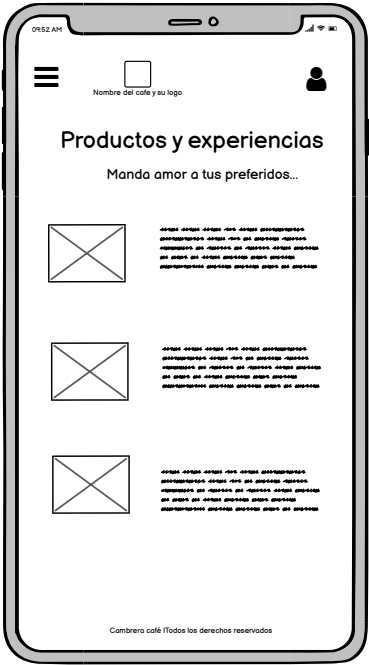 09:52 AM
Nombre del cafe y su logo
Productos y experiencias
Manda amor a tus preferidos...
Cambrera café |Todos los derechos reservados